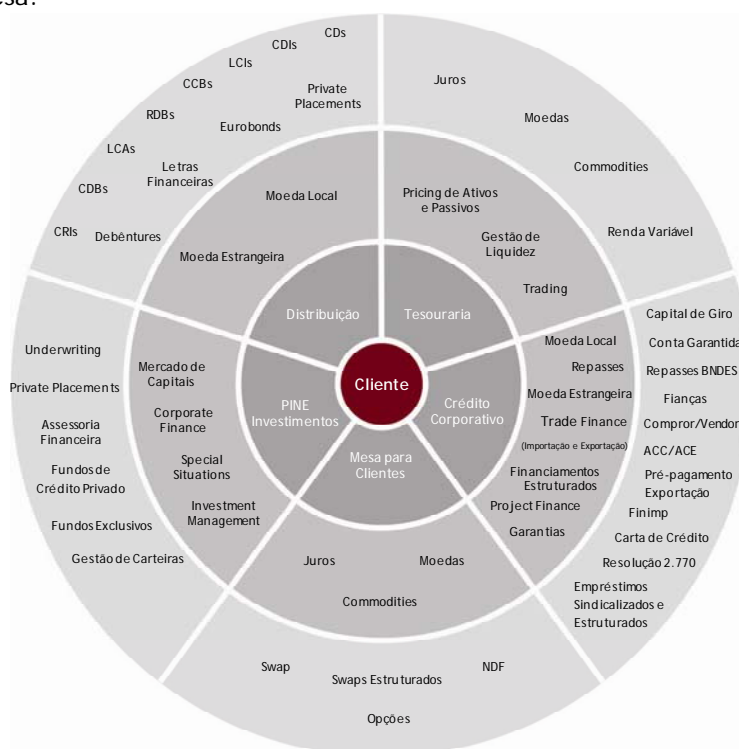 esa?
CDs
CDIs
LCIs
CCBs
Private
Placements
RDBs
Eurobonds
LCAs
Letras
Financeiras
CDBs
CRIs
Debêntures
Juros
Moedas
Commodities
Renda Variável
Moeda Local
Moeda Estrangeira
Pricing de Ativos
e Passivos
Gestão de
Liquidez
Trading
Distribuição
Tesouraria
Cliente
PINE
Investimentos
Crédito
Corporativo
Mesa para
Clientes
Underwriting
Private Placements
Assessoria
Financeira
Fundos de
Crédito Privado
Fundos Exclusivos
Gestão de Carteiras
Mercado de
Capitais
Corporate
Finance
Special
Situations
Investment
Management
Moeda Local
Repasses
Moeda Estrangeira
Trade Finance
(Importação e Exportação)
Financiamentos
Estruturados
Project Finance
Garantias
Capital de Giro
Conta Garantida
Repasses BNDES
Fianças
Compror/Vendor
ACC/ACE
Pré-pagamento
Exportação
Finimp
Carta de Crédito
Resolução 2.770
Empréstimos
Sindicalizados e
Estruturados
Juros
Moedas
Commodities
Swap
Swaps Estruturados
NDF
Opções